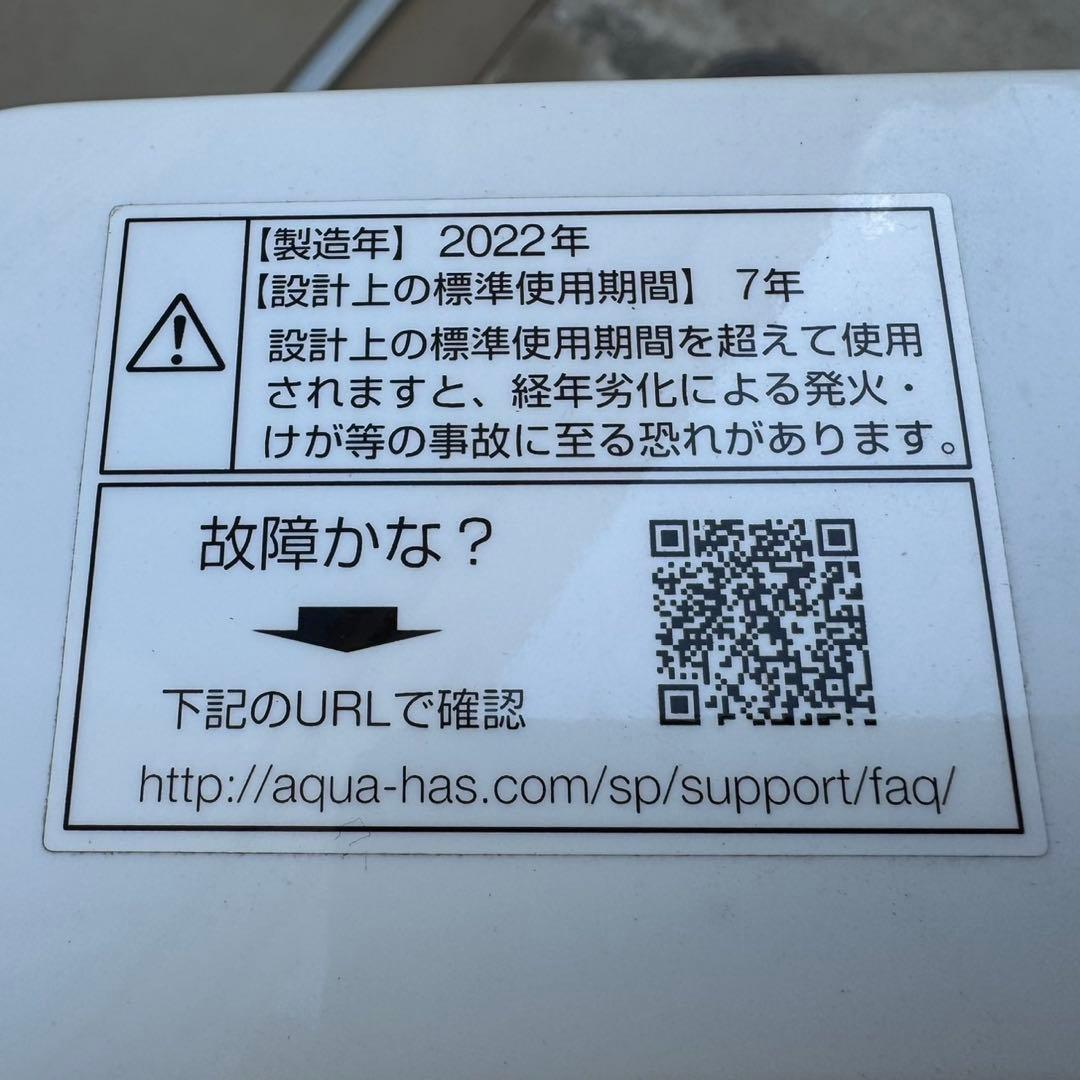 【製造年】 2022年
【設計上の標準使用期間】 7年
設計上の標準使用期間を超えて使用
されますと、経年劣化による発火・
けが等の事故に至る恐れがあります。
故障かな？
下記のURLで確認
http://aqua-has.com/sp/support/faq/